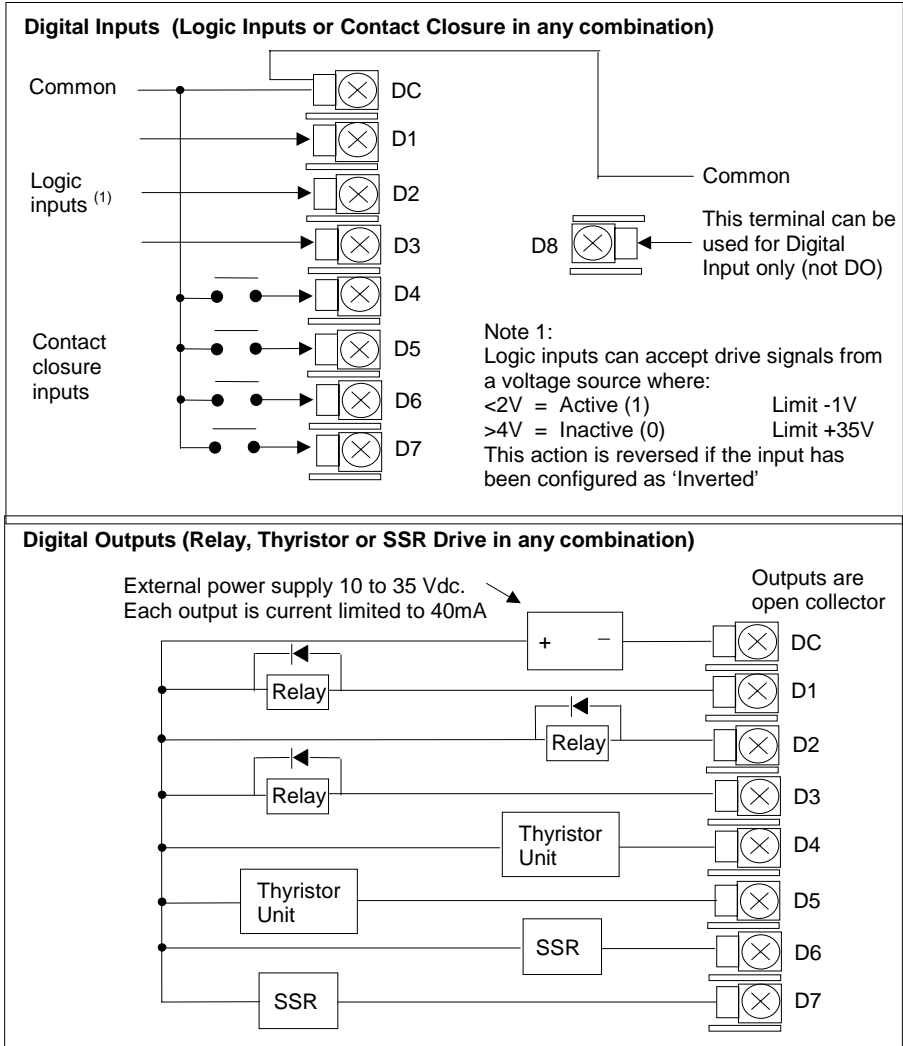 Digital Inputs (Logic Inputs or Contact Closure in any combination)
Common
DC
D1
Logic
inputs (1)
D2
D3
D4
Contact
closure
inputs
D5
D6
D7
Common
D8
This terminal can be
used for Digital
Input only (not DO)
Note 1:
Logic inputs can accept drive signals from
a voltage source where:
<2V = Active (1) Limit -1V
>4V = Inactive (0) Limit +35V
This action is reversed if the input has
been configured as ‘Inverted’
Digital Outputs (Relay, Thyristor or SSR Drive in any combination)
External power supply 10 to 35 Vdc.
Each output is current limited to 40mA
Outputs are
open collector
+ –
DC
Relay
D1
Relay
D2
Relay
D3
Thyristor
Unit
D4
Thyristor
Unit
D5
SSR
D6
SSR
D7